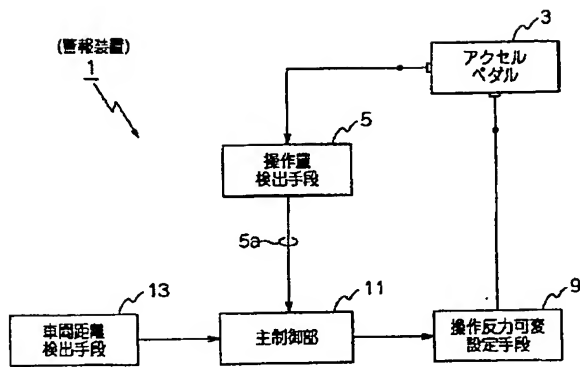 (警報装置)
1
3
アクセル
ペダル
5
操作量
検出手段
5a
13
車間距離
検出手段
11
主制御部
9
操作反力可変
設定手段